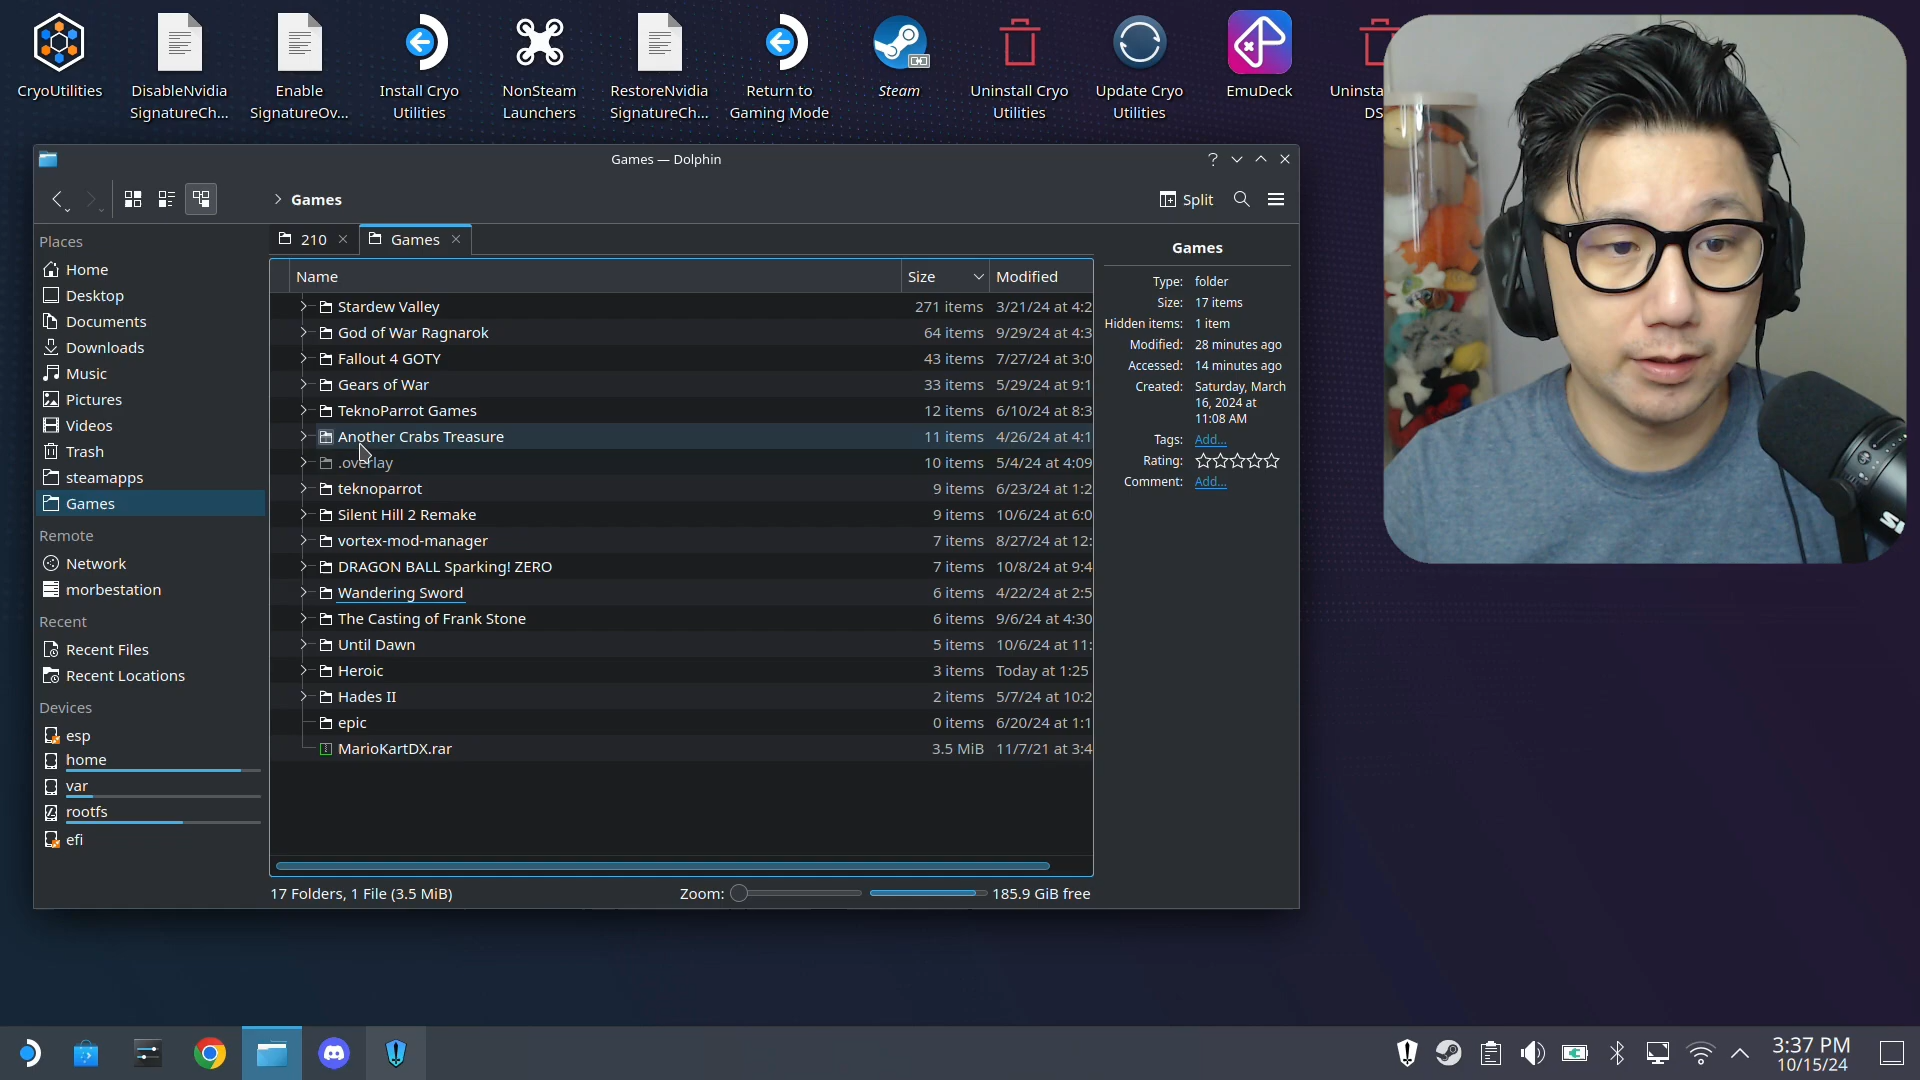 CryoUtilities
DisableNvidia
SignatureCh...
Enable
SignatureOv...
Install Cryo
Utilities
NonSteam
Launchers
RestoreNvidia
SignatureCh...
Return to
Gaming Mode
Steam
Uninstall Cryo
Utilities
Update Cryo
Utilities
EmuDeck
Uninsta
DS
Games — Dolphin
Games
Split
210
Games
Places
Home
Desktop
Documents
Downloads
Music
Pictures
Videos
Trash
steamapps
Games
Remote
Network
morbestation
Recent
Recent Files
Recent Locations
Devices
esp
home
var
rootfs
efi
Name Size Modified
Stardew Valley 271 items 3/21/24 at 4:2
God of War Ragnarok 64 items 9/29/24 at 4:3
Fallout 4 GOTY 43 items 7/27/24 at 3:0
Gears of War 33 items 5/29/24 at 9:1
TeknoParrot Games 12 items 6/10/24 at 8:3
Another Crabs Treasure 11 items 4/26/24 at 4:1
.overlay 10 items 5/4/24 at 4:09
teknoparrot 9 items 6/23/24 at 1:2
Silent Hill 2 Remake 9 items 10/6/24 at 6:0
vortex-mod-manager 7 items 8/27/24 at 12:
DRAGON BALL Sparking! ZERO 7 items 10/8/24 at 9:4
Wandering Sword 6 items 4/22/24 at 2:5
The Casting of Frank Stone 6 items 9/6/24 at 4:30
Until Dawn 5 items 10/6/24 at 11:
Heroic 3 items Today at 1:25
Hades II 2 items 5/7/24 at 10:2
epic 0 items 6/20/24 at 1:1
MarioKartDX.rar 3.5 MiB 11/7/21 at 3:4
17 Folders, 1 File (3.5 MiB)
Zoom:
185.9 GiB free
Games
Type: folder
Size: 17 items
Hidden items: 1 item
Modified: 28 minutes ago
Accessed: 14 minutes ago
Created: Saturday, March
16, 2024 at
11:08 AM
Tags: Add...
Rating:
Comment: Add...
3:37 PM
10/15/24